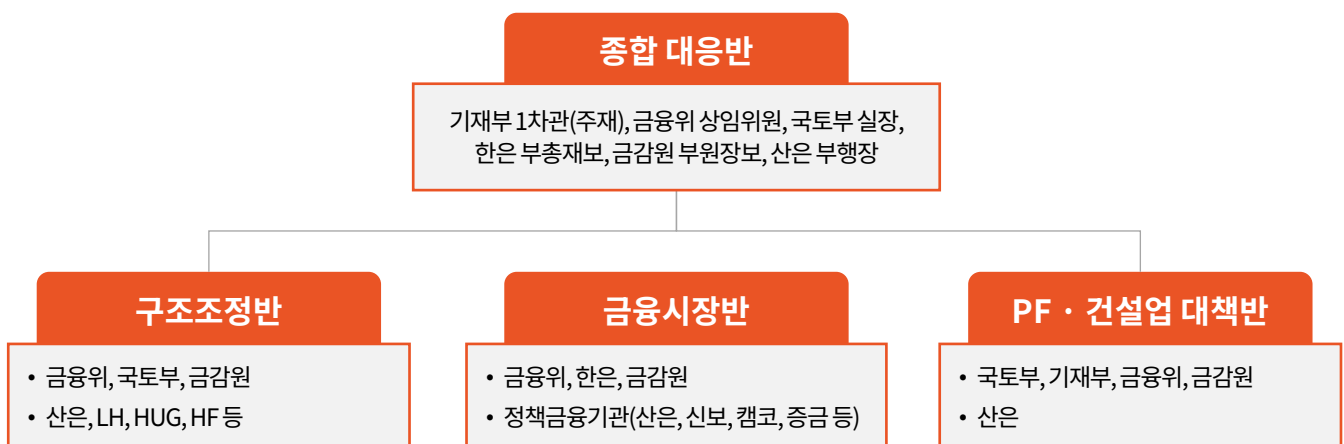 종합 대응반
기재부 1차관(주재), 금융위 상임위원, 국토부 실장,
한은 부총재보, 금감원 부원장보, 산은 부행장
구조조정반
• 금융위, 국토부, 금감원
• 산은, LH, HUG, HF 등
금융시장반
• 금융위, 한은, 금감원
• 정책금융기관(산은, 신보, 캠코, 증금 등)
PF · 건설업 대책반
• 국토부, 기재부, 금융위, 금감원
• 산은